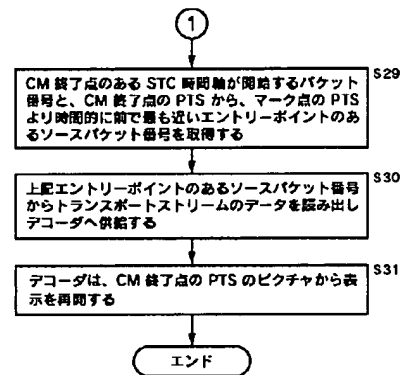 1
CM 終了点のある STC 時間軸が開始するパケット
番号と、CM 終了点の PTS から、マーク点の PTS
より時間的に前で最も近いエントリーポイントのあ
るソースパケット番号を取得する
S29
上記エントリーポイントのあるソースパケット番号
からトランスポートストリームのデータを読み出し
デコーダへ供給する
S30
デコーダは、CM 終了点の PTS のピクチャから表
示を再開する
S31
エンド